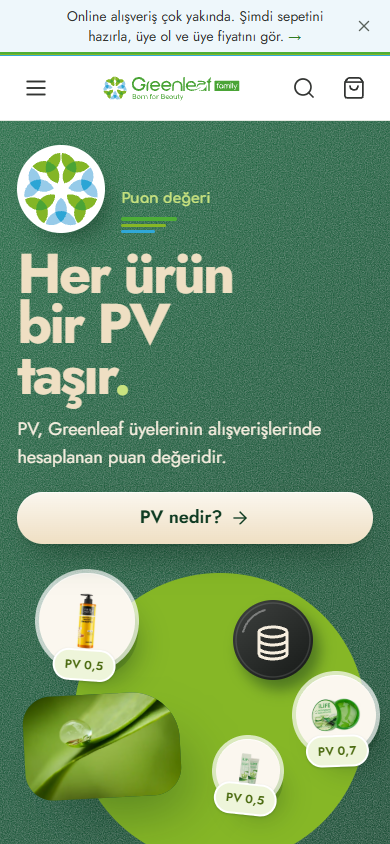 Online alışveriş çok yakında. Şimdi sepetini
hazırla, üye ol ve üye fiyatını gör. →
Greenleaf family
Born for Beauty
Puan değeri
Her ürün
bir PV
taşır.
PV, Greenleaf üyelerinin alışverişlerinde
hesaplanan puan değeridir.
PV nedir? →
PV 0,5
PV 0,7
PV 0,5